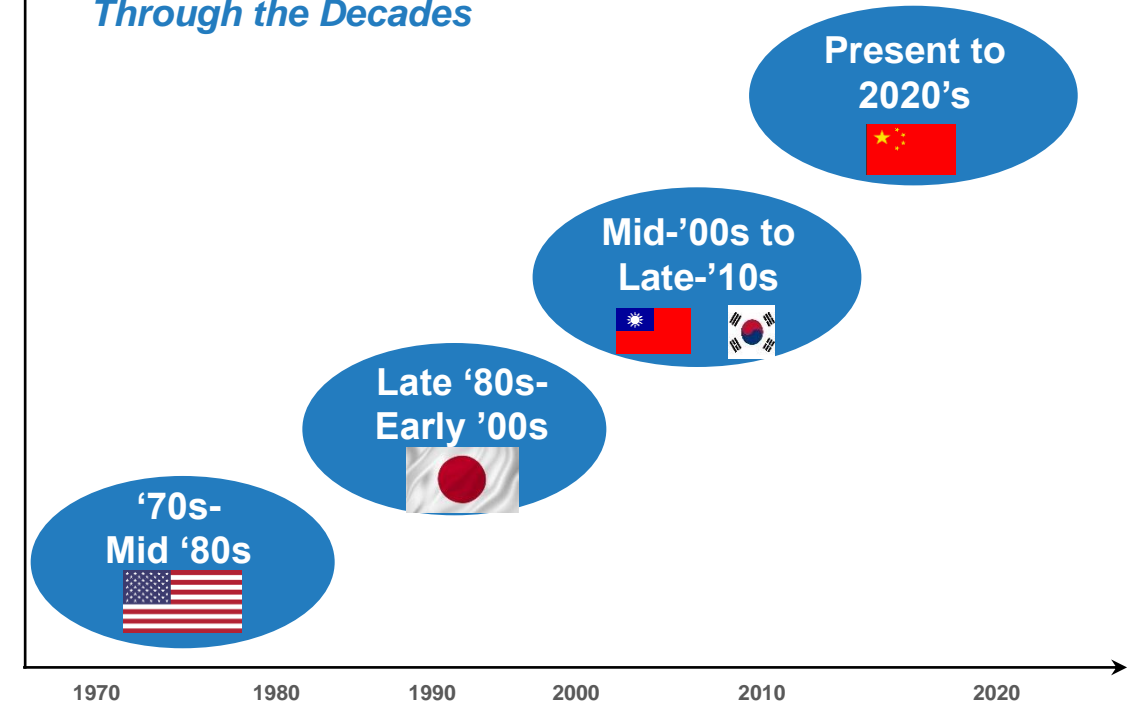 Through the Decades
Present to
2020’s
Mid-’00s to
Late-’10s
Late ‘80s-
Early ’00s
‘70s-
Mid ‘80s
1970 1980 1990 2000 2010 2020